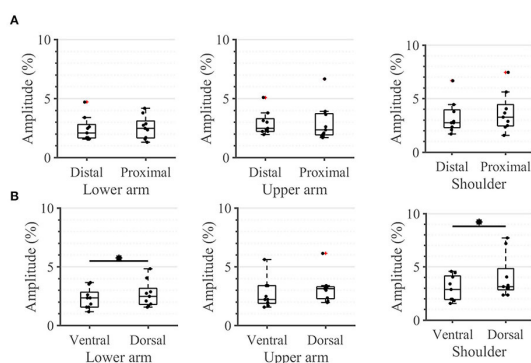 A
Amplitude (%)
10
5
0
Distal Proximal
Lower arm
Amplitude (%)
10
5
0
Distal Proximal
Upper arm
Amplitude (%)
10
5
0
Distal Proximal
Shoulder
B
Amplitude (%)
10
5
0
Ventral Dorsal
Lower arm
*
Amplitude (%)
10
5
0
Ventral Dorsal
Upper arm
Amplitude (%)
10
5
0
Ventral Dorsal
Shoulder
*